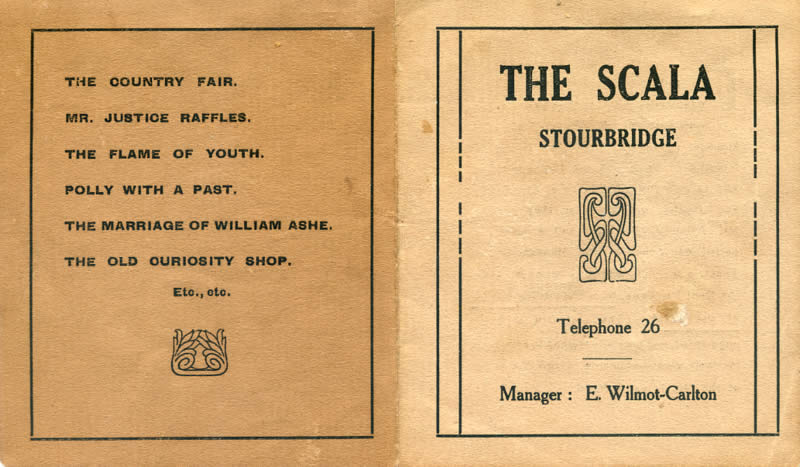 THE COUNTRY FAIR.
MR. JUSTICE RAFFLES.
THE FLAME OF YOUTH.
POLLY WITH A PAST.
THE MARRIAGE OF WILLIAM ASHE.
THE OLD OURIOSITY SHOP.
Etc., etc.
THE SCALA
STOURBRIDGE
Telephone 26
Manager : E. Wilmot-Carlton